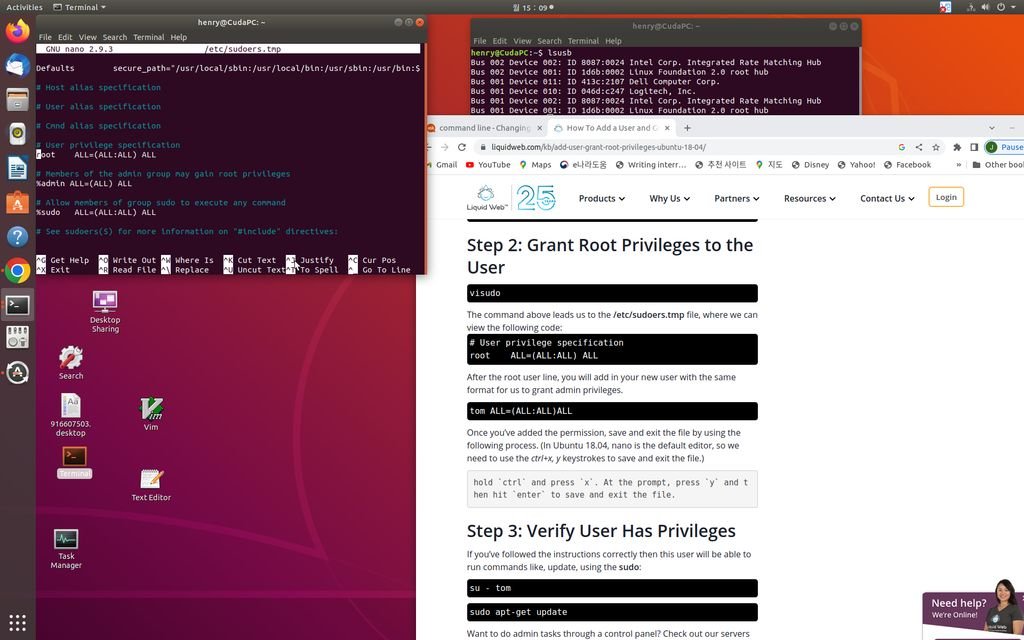 Activities Terminal 월 15 : 09
henry@CudaPC: ~
File Edit View Search Terminal Help
GNU nano 2.9.3 /etc/sudoers.tmp
Defaults secure_path="/usr/local/sbin:/usr/local/bin:/usr/sbin:/usr/bin:$
# Host alias specification
# User alias specification
# Cmnd alias specification
# User privilege specification
root ALL=(ALL:ALL) ALL
# Members of the admin group may gain root privileges
%admin ALL=(ALL) ALL
# Allow members of group sudo to execute any command
%sudo ALL=(ALL:ALL) ALL
# See sudoers(5) for more information on "#include" directives:
^G Get Help ^O Write Out ^W Where Is ^K Cut Text ^J Justify ^C Cur Pos
^X Exit ^R Read File ^\ Replace ^U Uncut Text ^T To Spell ^_ Go To Line
henry@CudaPC: ~
File Edit View Search Terminal Help
henry@CudaPC:~$ lsusb
Bus 002 Device 002: ID 8087:0024 Intel Corp. Integrated Rate Matching Hub
Bus 002 Device 001: ID 1d6b:0002 Linux Foundation 2.0 root hub
Bus 001 Device 011: ID 413c:2107 Dell Computer Corp.
Bus 001 Device 010: ID 046d:c247 Logitech, Inc.
Bus 001 Device 002: ID 8087:0024 Intel Corp. Integrated Rate Matching Hub
Bus 001 Device 001: ID 1d6b:0002 Linux Foundation 2.0 root hub
command line - Changing
How To Add a User and G
liquidweb.com/kb/add-user-grant-root-privileges-ubuntu-18-04/
J Pause
Gmail YouTube Maps e나라도움 Writing inter... 추천 사이트 지도 Disney Yahoo! Facebook » Other boo
Liquid Web 25 Products Why Us Partners Resources Contact Us Login
Step 2: Grant Root Privileges to the
User
visudo
The command above leads us to the /etc/sudoers.tmp file, where we can
view the following code:
# User privilege specification
root ALL=(ALL:ALL) ALL
After the root user line, you will add in your new user with the same
format for us to grant admin privileges.
tom ALL=(ALL:ALL)ALL
Once you've added the permission, save and exit the file by using the
following process. (In Ubuntu 18.04, nano is the default editor, so we
need to use the ctrl+x, y keystrokes to save and exit the file.)
hold `ctrl` and press `x`. At the prompt, press `y` and t
hen hit `enter` to save and exit the file.
Step 3: Verify User Has Privileges
If you've followed the instructions correctly then this user will be able to
run commands like, update, using the sudo:
su - tom
sudo apt-get update
Want to do admin tasks through a control panel? Check out our servers
Need help?
We're Online!
Liquid Web
Desktop
Sharing
Search
916607503.
desktop
Vim
Terminal
Text Editor
Task
Manager